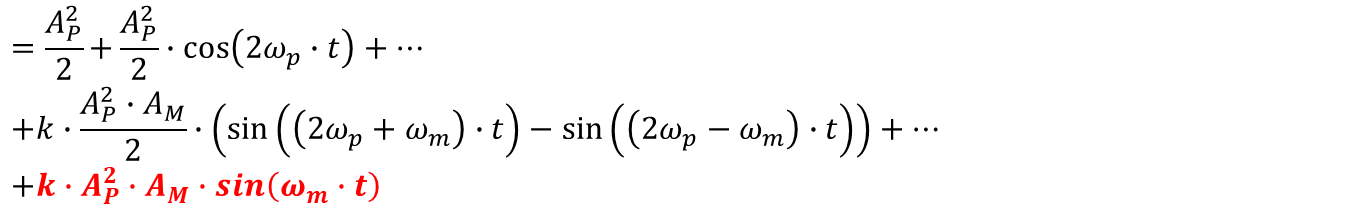 = A_P^2/2 + A_P^2/2 · cos(2ω_p · t) + ⋯
+k · A_P^2 · A_M/2 · (sin((2ω_p + ω_m) · t) − sin((2ω_p − ω_m) · t)) + ⋯
+k · A_P^2 · A_M · sin(ω_m · t)